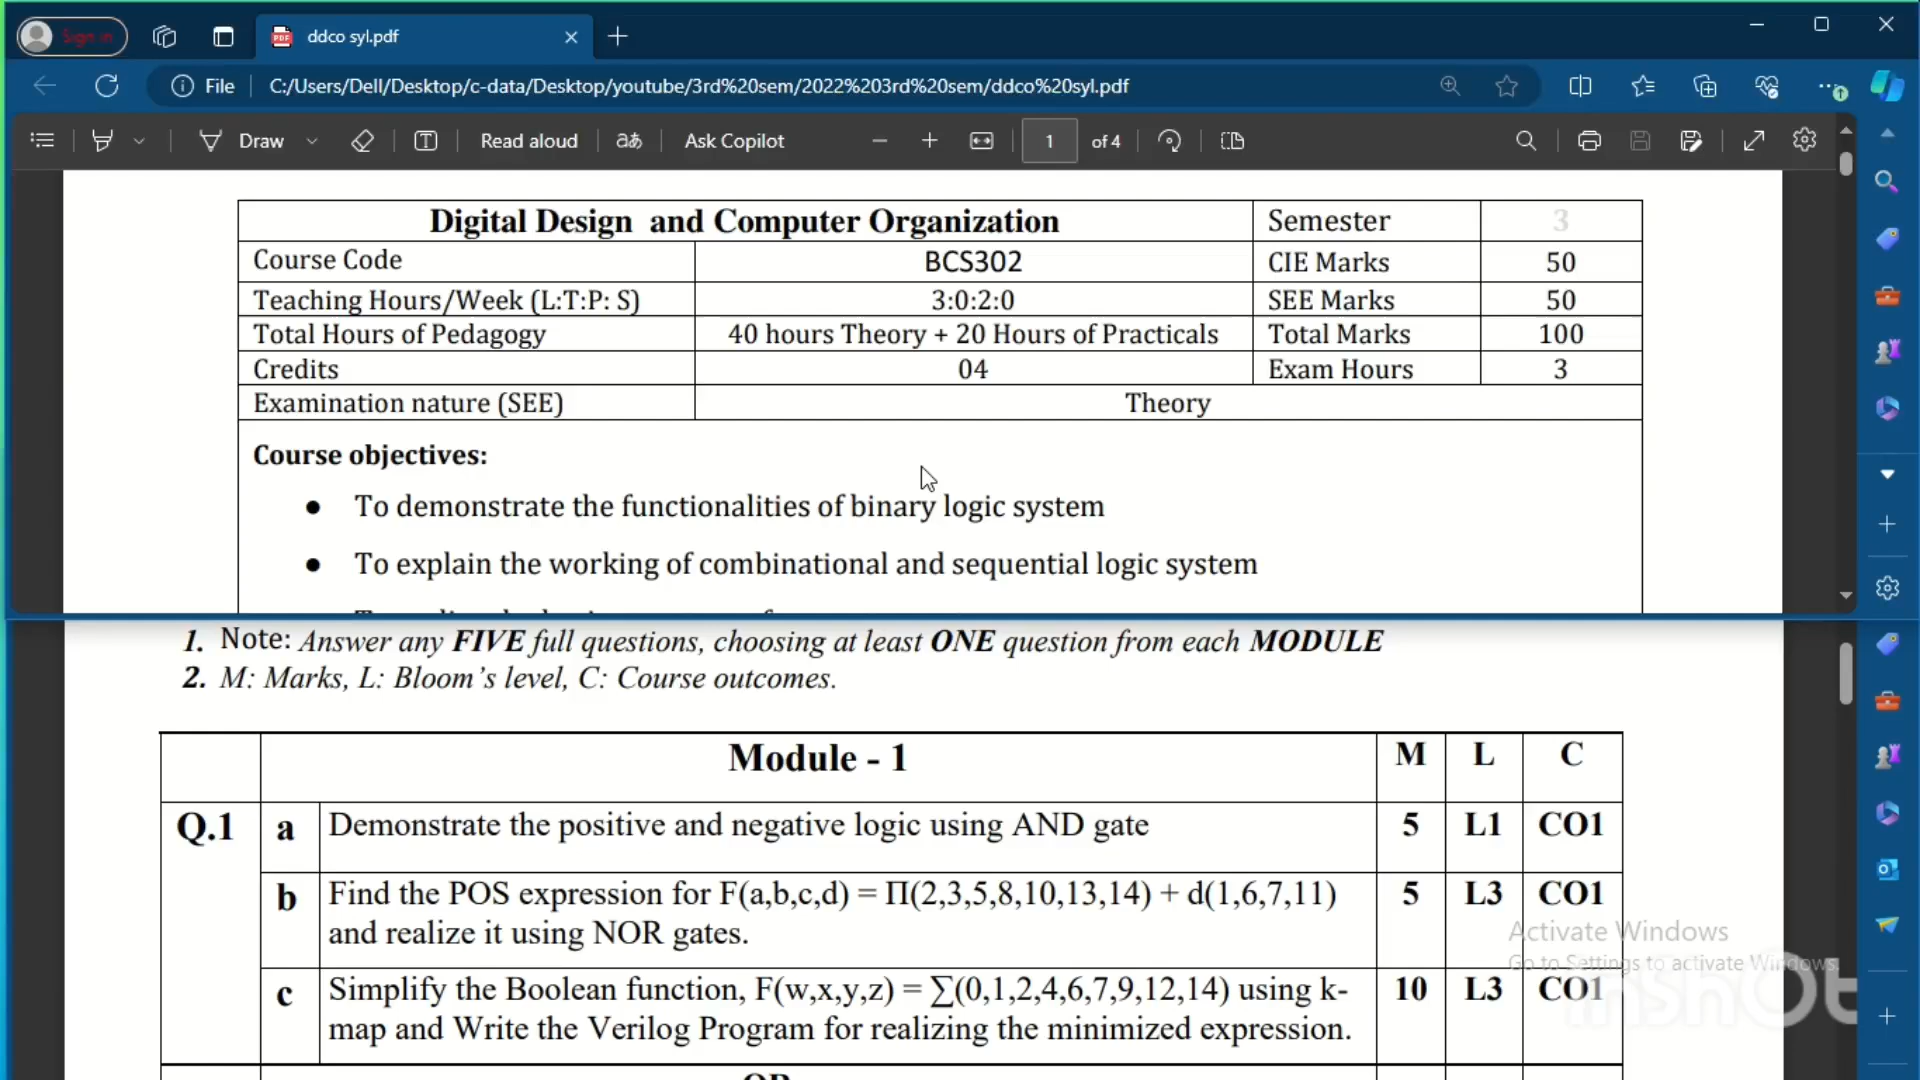 Sign in
ddco syl.pdf
File
C:/Users/Dell/Desktop/c-data/Desktop/youtube/3rd%20sem/2022%203rd%20sem/ddco%20syl.pdf
Draw
Read aloud
aあ
Ask Copilot
1
of 4
Digital Design and Computer Organization Semester 3
Course Code BCS302 CIE Marks 50
Teaching Hours/Week (L:T:P: S) 3:0:2:0 SEE Marks 50
Total Hours of Pedagogy 40 hours Theory + 20 Hours of Practicals Total Marks 100
Credits 04 Exam Hours 3
Examination nature (SEE) Theory
Course objectives:
● To demonstrate the functionalities of binary logic system
● To explain the working of combinational and sequential logic system
1. Note: Answer any FIVE full questions, choosing at least ONE question from each MODULE
2. M: Marks, L: Bloom's level, C: Course outcomes.
Module - 1 M L C
Q.1 a Demonstrate the positive and negative logic using AND gate 5 L1 CO1
b Find the POS expression for F(a,b,c,d) = Π(2,3,5,8,10,13,14) + d(1,6,7,11) 5 L3 CO1
and realize it using NOR gates.
c Simplify the Boolean function, F(w,x,y,z) = ∑(0,1,2,4,6,7,9,12,14) using k- 10 L3 CO1
map and Write the Verilog Program for realizing the minimized expression.
OR
Activate Windows
Go to Settings to activate Windows.
InShOt